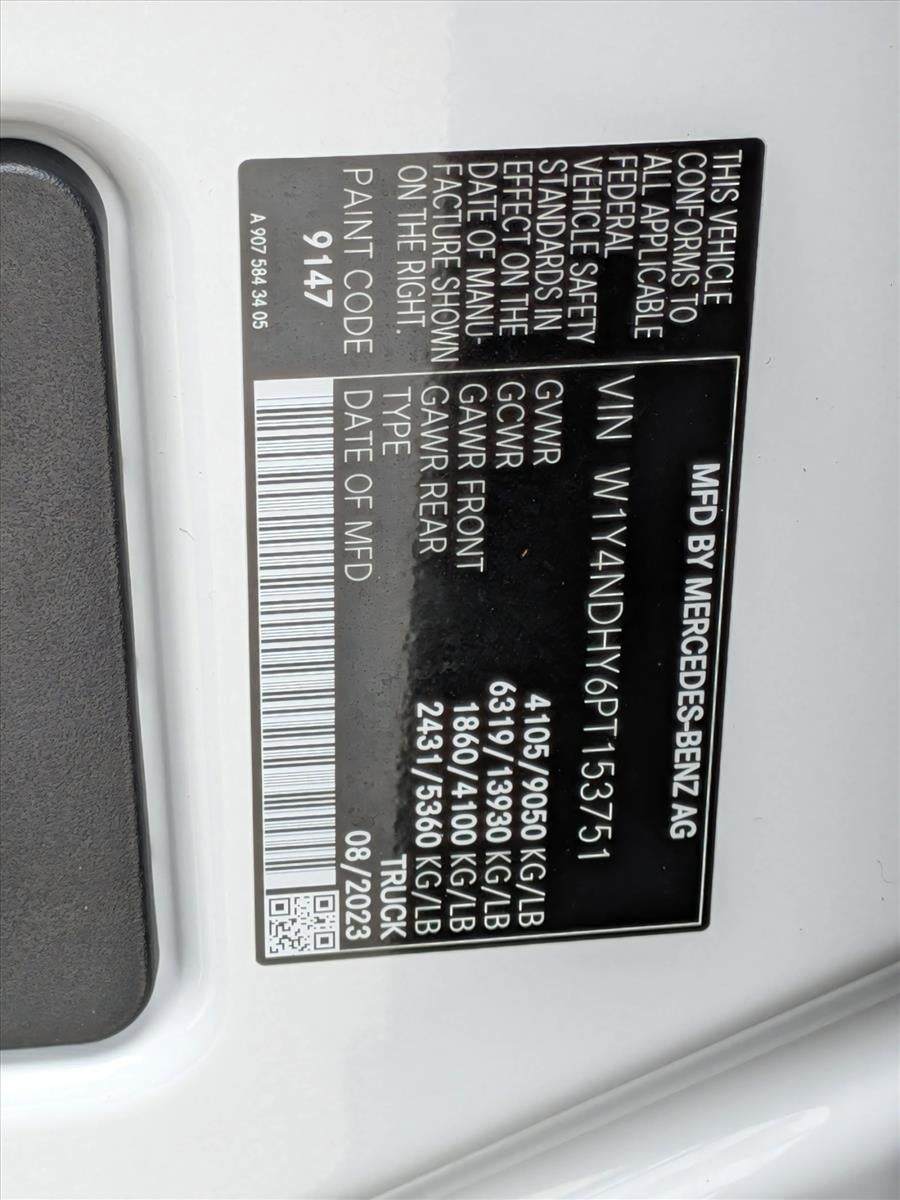 THIS VEHICLE
CONFORMS TO
ALL APPLICABLE
FEDERAL
VEHICLE SAFETY
STANDARDS IN
EFFECT ON THE
DATE OF MANU-
FACTURE SHOWN
ON THE RIGHT.
PAINT CODE
9147
A 907 584 34 05
MFD BY MERCEDES-BENZ AG
VIN W1Y4NDHY6PT153751
GVWR 4105/9050 KG/LB
GCWR 6319/13930 KG/LB
GAWR FRONT 1860/4100 KG/LB
GAWR REAR 2431/5360 KG/LB
TYPE TRUCK
DATE OF MFD 08/2023